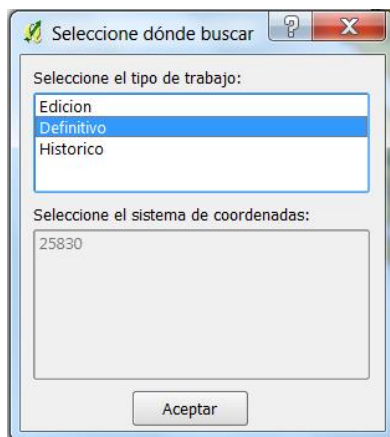 Seleccione dónde buscar
Seleccione el tipo de trabajo:
Edicion
Definitivo
Historico
Seleccione el sistema de coordenadas:
25830
Aceptar